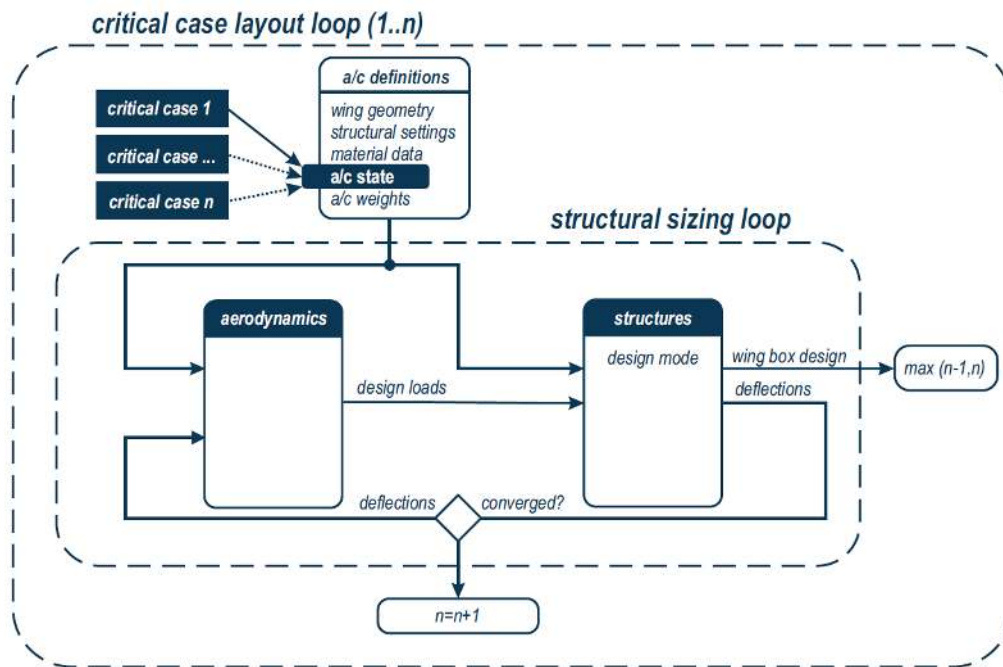 critical case layout loop (1..n)
a/c definitions
wing geometry
structural settings
material data
a/c state
a/c weights
critical case 1
critical case ...
critical case n
structural sizing loop
aerodynamics
structures
design mode
design loads
wing box design
deflections
max (n-1,n)
deflections
converged?
n=n+1